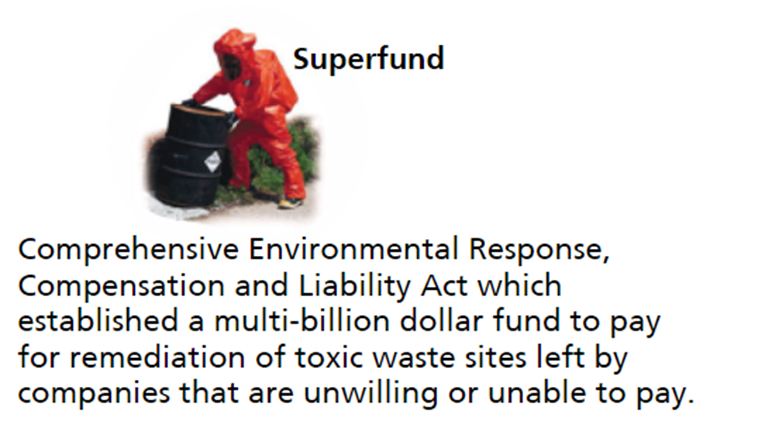 Superfund
Comprehensive Environmental Response,
Compensation and Liability Act which
established a multi-billion dollar fund to pay
for remediation of toxic waste sites left by
companies that are unwilling or unable to pay.